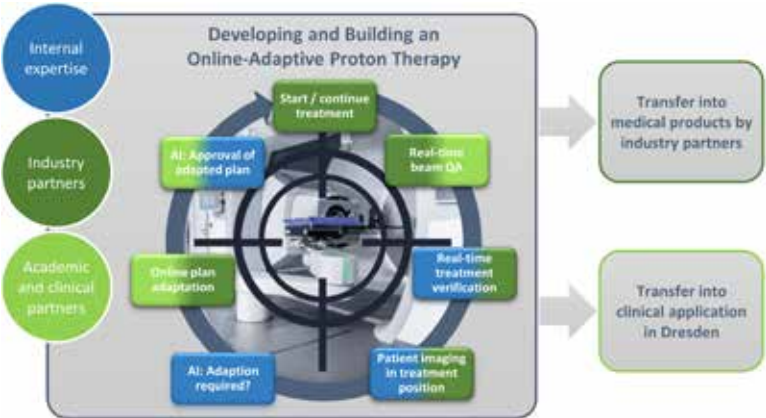 Developing and Building an
Online-Adaptive Proton Therapy
Internal
expertise
Industry
partners
Academic
and clinical
partners
Start / continue
treatment
Real-time
beam QA
Real-time
treatment
verification
Patient imaging
in treatment
position
AI: Adaption
required?
Online plan
adaptation
AI: Approval of
adapted plan
Transfer into
medical products by
industry partners
Transfer into
clinical application
in Dresden